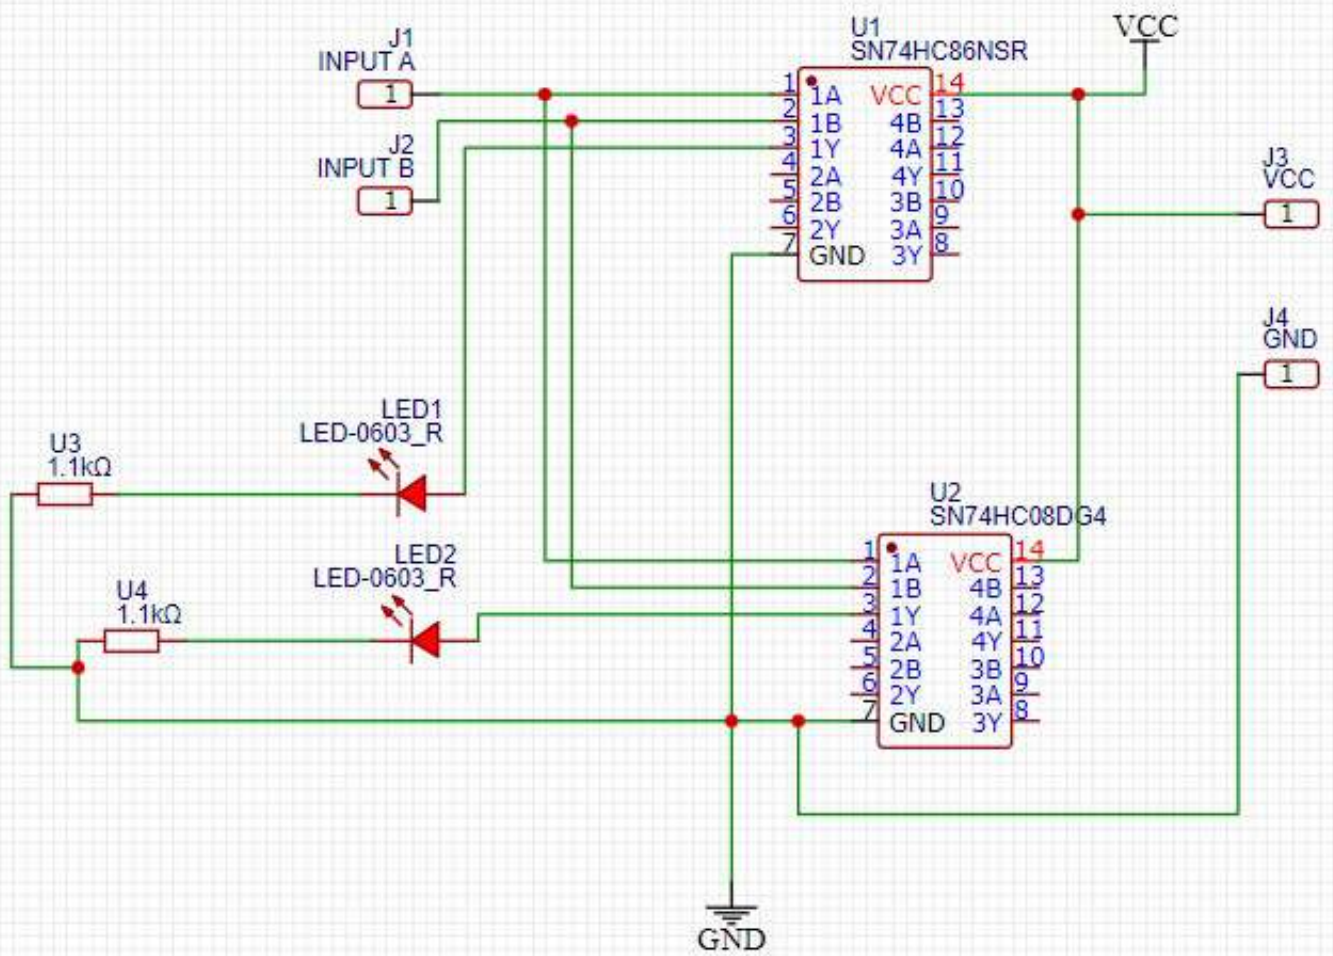 VCC
J1
INPUT A
1
J2
INPUT B
1
U1
SN74HC86NSR
1 1A VCC 14
2 1B 4B 13
3 1Y 4A 12
4 2A 4Y 11
5 2B 3B 10
6 2Y 3A 9
7 GND 3Y 8
J3
VCC
1
J4
GND
1
LED1
LED-0603_R
U3
1.1kΩ
LED2
LED-0603_R
U4
1.1kΩ
U2
SN74HC08DG4
1 1A VCC 14
2 1B 4B 13
3 1Y 4A 12
4 2A 4Y 11
5 2B 3B 10
6 2Y 3A 9
7 GND 3Y 8
GND